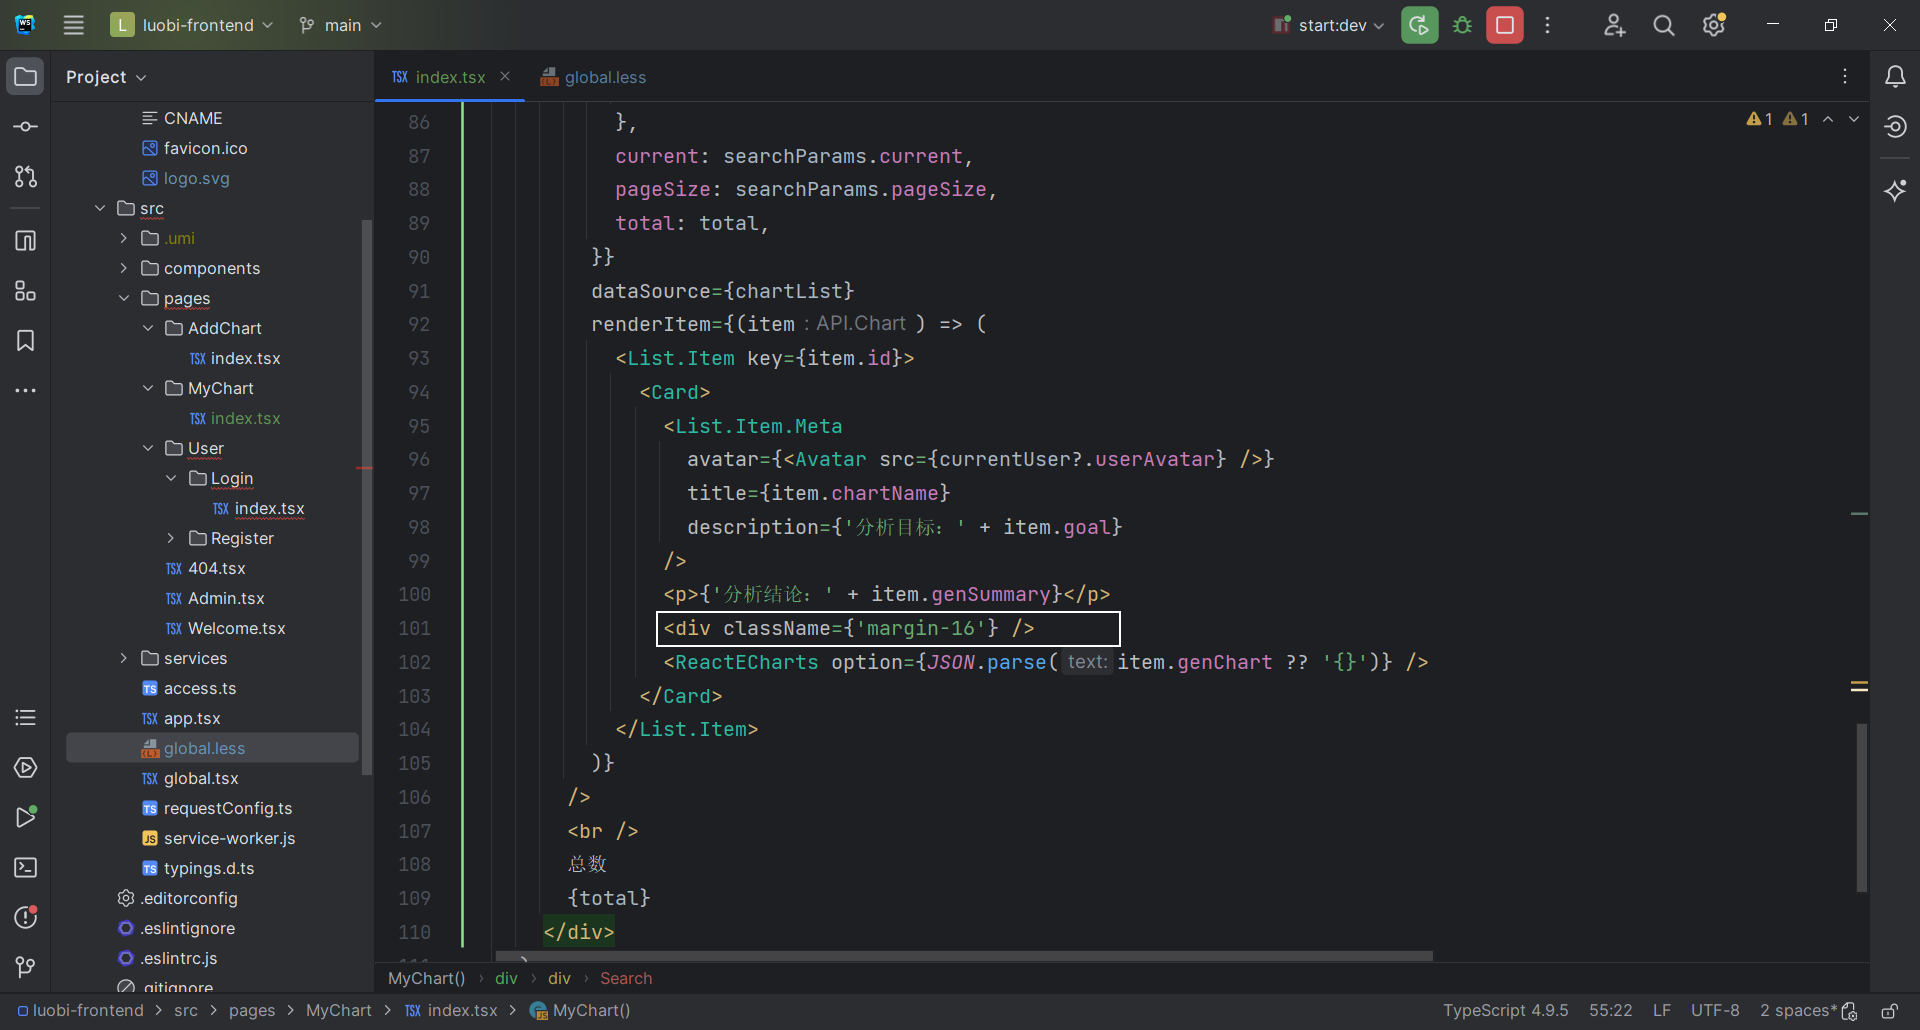 WS
L luobi-frontend
main
start:dev
Project
TSX index.tsx
global.less
CNAME
favicon.ico
logo.svg
src
.umi
components
pages
AddChart
TSX index.tsx
MyChart
TSX index.tsx
User
Login
TSX index.tsx
Register
TSX 404.tsx
TSX Admin.tsx
TSX Welcome.tsx
services
TS access.ts
TSX app.tsx
global.less
TSX global.tsx
TS requestConfig.ts
JS service-worker.js
TS typings.d.ts
.editorconfig
.eslintignore
.eslintrc.js
.gitignore
1 1
86 },
87 current: searchParams.current,
88 pageSize: searchParams.pageSize,
89 total: total,
90 }}
91 dataSource={chartList}
92 renderItem={(item : API.Chart ) => (
93 <List.Item key={item.id}>
94 <Card>
95 <List.Item.Meta
96 avatar={<Avatar src={currentUser?.userAvatar} />}
97 title={item.chartName}
98 description={'分析目标：' + item.goal}
99 />
100 <p>{'分析结论：' + item.genSummary}</p>
101 <div className={'margin-16'} />
102 <ReactECharts option={JSON.parse( text: item.genChart ?? '{}')} />
103 </Card>
104 </List.Item>
105 )}
106 />
107 <br />
108 总数
109 {total}
110 </div>
MyChart() › div › div › Search
luobi-frontend > src > pages > MyChart > TSX index.tsx > JS MyChart()
TypeScript 4.9.5 55:22 LF UTF-8 2 spaces*